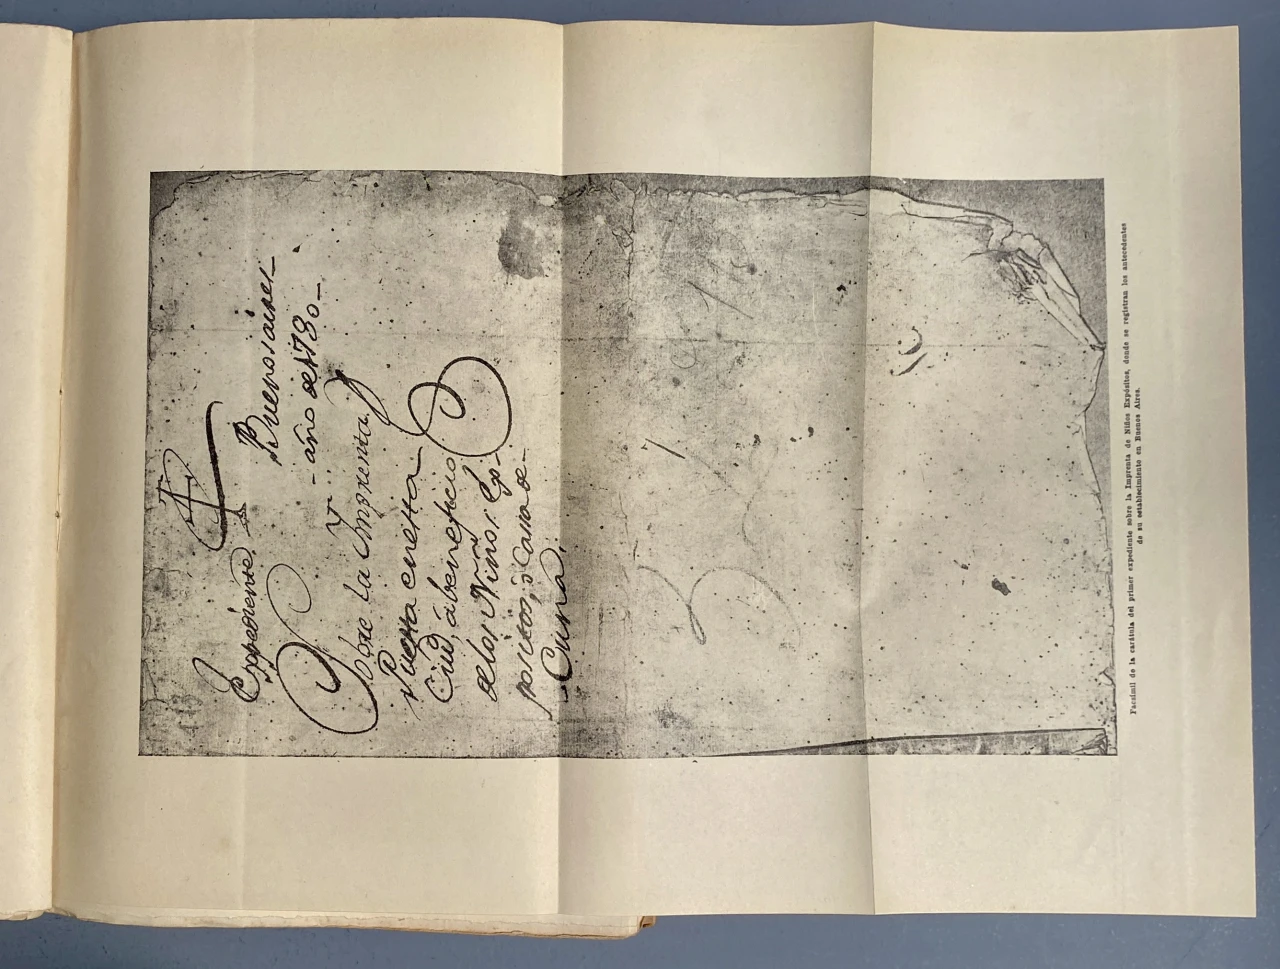 Expediente
Buenos aires
año de 1780
Sobre la Imprenta
Puesta en esta
Ciud, á beneficio
de los Niños Ex-
positos, ó Casa de
Cuna.
Facsímil de la carátula del primer expediente sobre la Imprenta de Niños Expósitos, donde se registran los antecedentes
de su establecimiento en Buenos Aires.